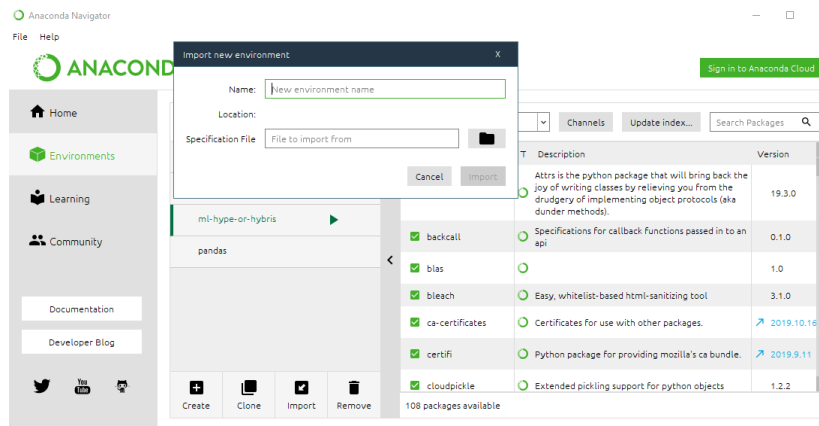 Anaconda Navigator
File Help
ANACOND
Sign in to Anaconda Cloud
Import new environment X
Name: New environment name
Location:
Specification File File to import from
Cancel Import
Home
Environments
Learning
Community
Documentation
Developer Blog
You
Tube
ml-hype-or-hybris
pandas
Create Clone Import Remove
Channels Update index... Search Packages
T Description Version
Attrs is the python package that will bring back the
joy of writing classes by relieving you from the
drudgery of implementing object protocols (aka
dunder methods).
19.3.0
backcall Specifications for callback functions passed in to an
api
0.1.0
blas 1.0
bleach Easy, whitelist-based html-sanitizing tool 3.1.0
ca-certificates Certificates for use with other packages. 2019.10.16
certifi Python package for providing mozilla's ca bundle. 2019.9.11
cloudpickle Extended pickling support for python objects 1.2.2
108 packages available